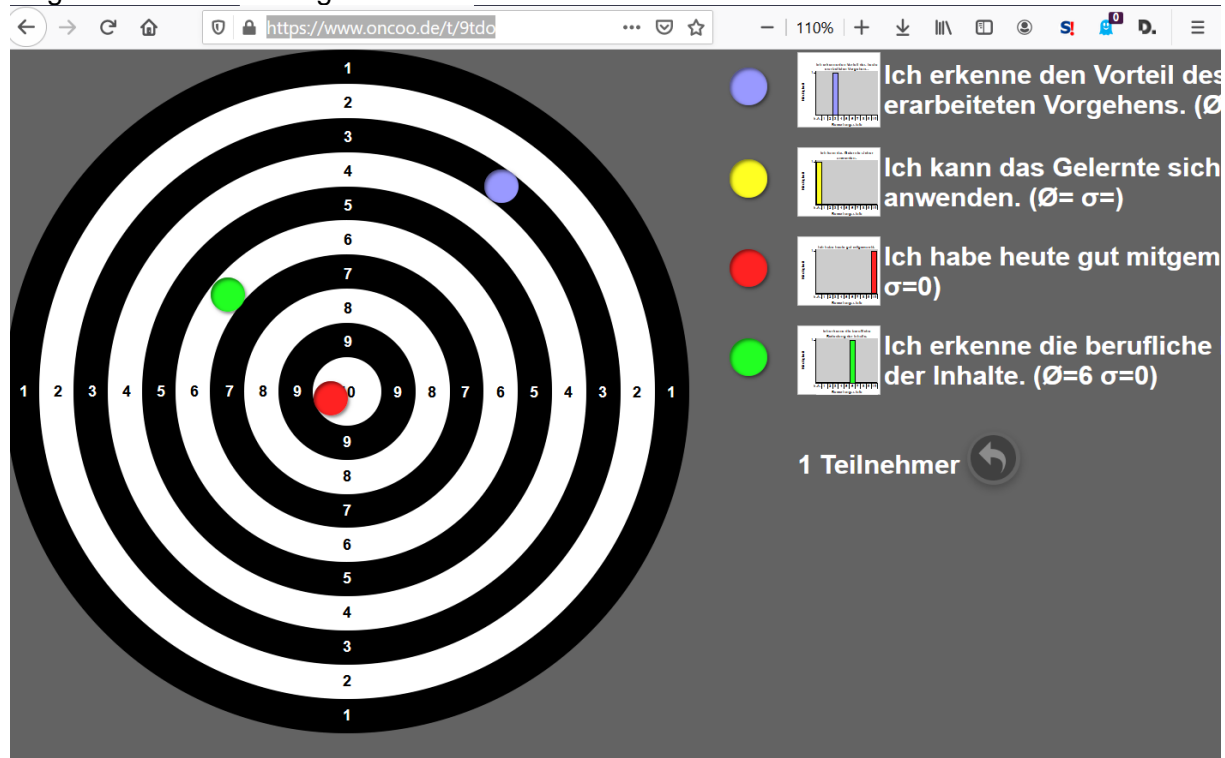 https://www.oncoo.de/t/9tdo
110%
S!
0
D.
1
2
3
4
5
6
7
8
9
1 2 3 4 5 6 7 8 9 10 9 8 7 6 5 4 3 2 1
9
8
7
6
5
4
3
2
1
Ich erkenne den Vorteil des
erarbeiteten Vorgehens. (Ø
Ich kann das Gelernte sich
anwenden. (Ø= σ=)
Ich habe heute gut mitgem
σ=0)
Ich erkenne die berufliche
der Inhalte. (Ø=6 σ=0)
1 Teilnehmer